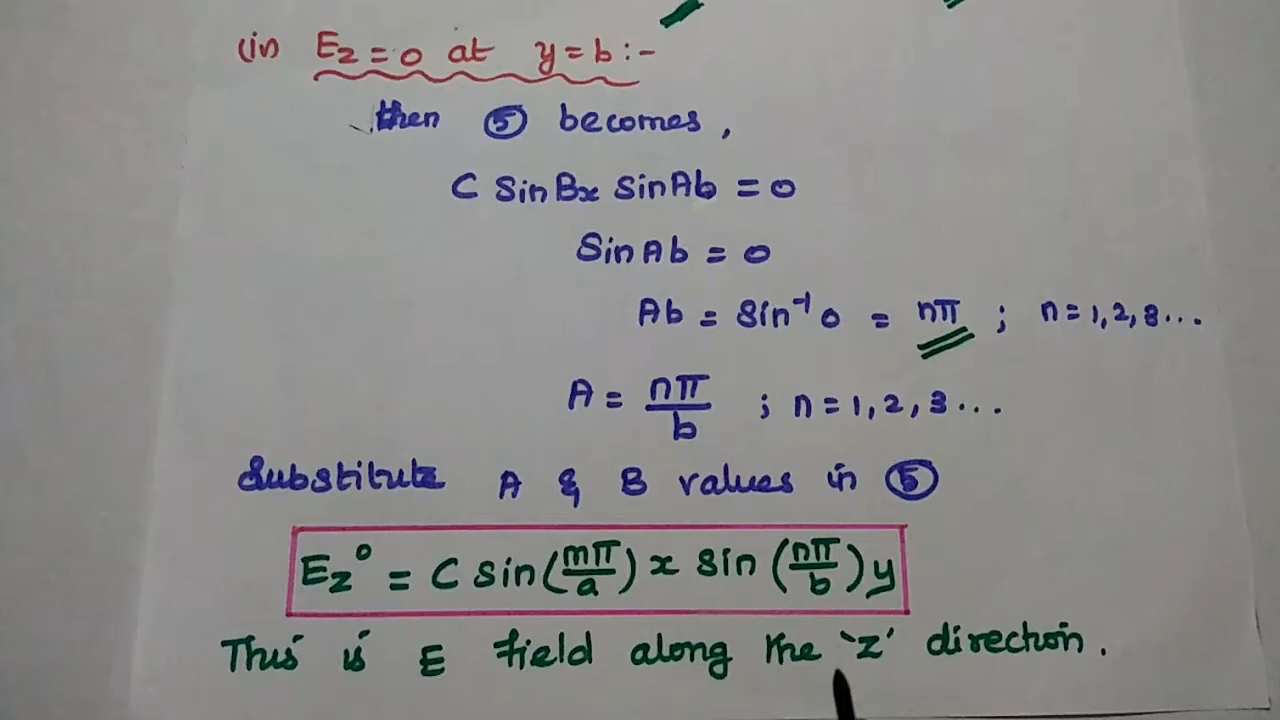 (iv) Ez = 0 at y = b :-
then ⑤ becomes,
C Sin Bx Sin Ab = 0
Sin Ab = 0
Ab = Sin⁻¹ 0 = nπ ; n = 1, 2, 3...
A = nπ/b ; n = 1, 2, 3...
Substitute A & B values in ⑤
Ez⁰ = C sin (mπ/a) x sin (nπ/b) y
This is E field along the 'z' direction.